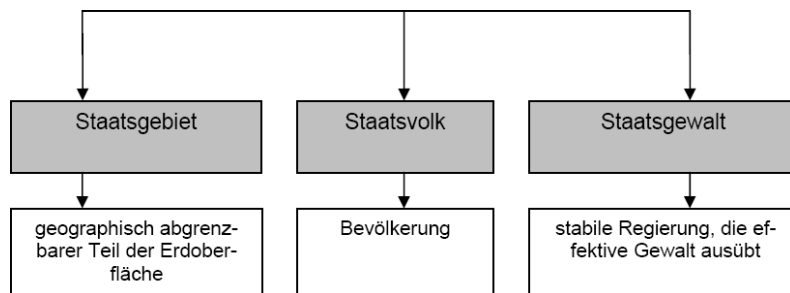 Staatsgebiet
Staatsvolk
Staatsgewalt
geographisch abgrenz-
barer Teil der Erdober-
fläche
Bevölkerung
stabile Regierung, die ef-
fektive Gewalt ausübt